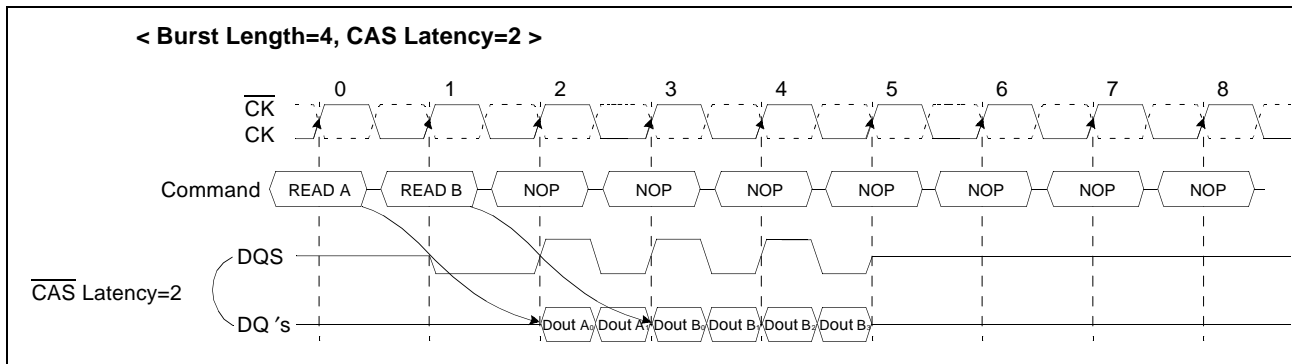 < Burst Length=4, CAS Latency=2 >
0 1 2 3 4 5 6 7 8
CK
CK
Command READ A READ B NOP NOP NOP NOP NOP NOP NOP
DQS
CAS Latency=2
DQ 's Dout A₀ Dout A₁ Dout B₀ Dout B₁ Dout B₂ Dout B₃